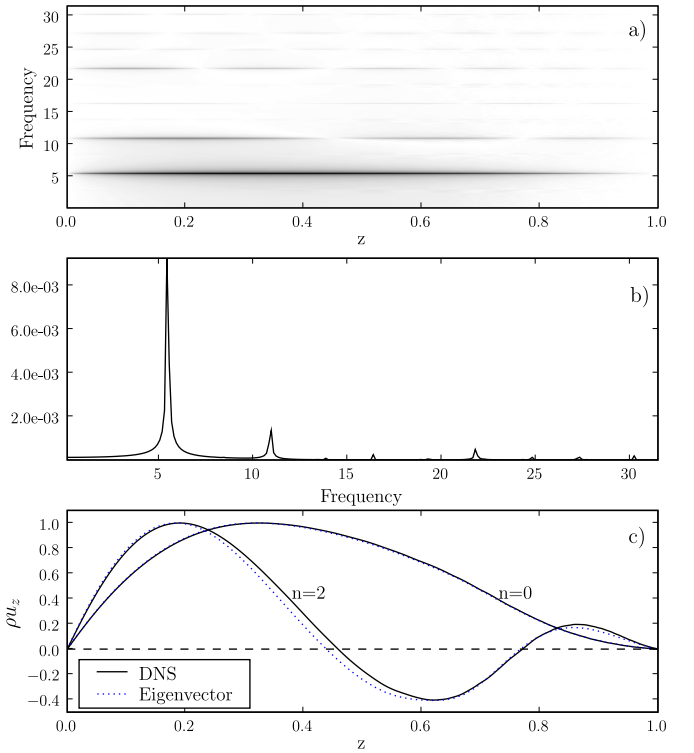 30
25
20
15
10
5
Frequency
a)
0.0 0.2 0.4 0.6 0.8 1.0
z
8.0e-03
6.0e-03
4.0e-03
2.0e-03
b)
5 10 15 20 25 30
Frequency
1.0
0.8
0.6
0.4
0.2
0.0
−0.2
−0.4
ρu_z
c)
n=2
n=0
DNS
Eigenvector
0.0 0.2 0.4 0.6 0.8 1.0
z